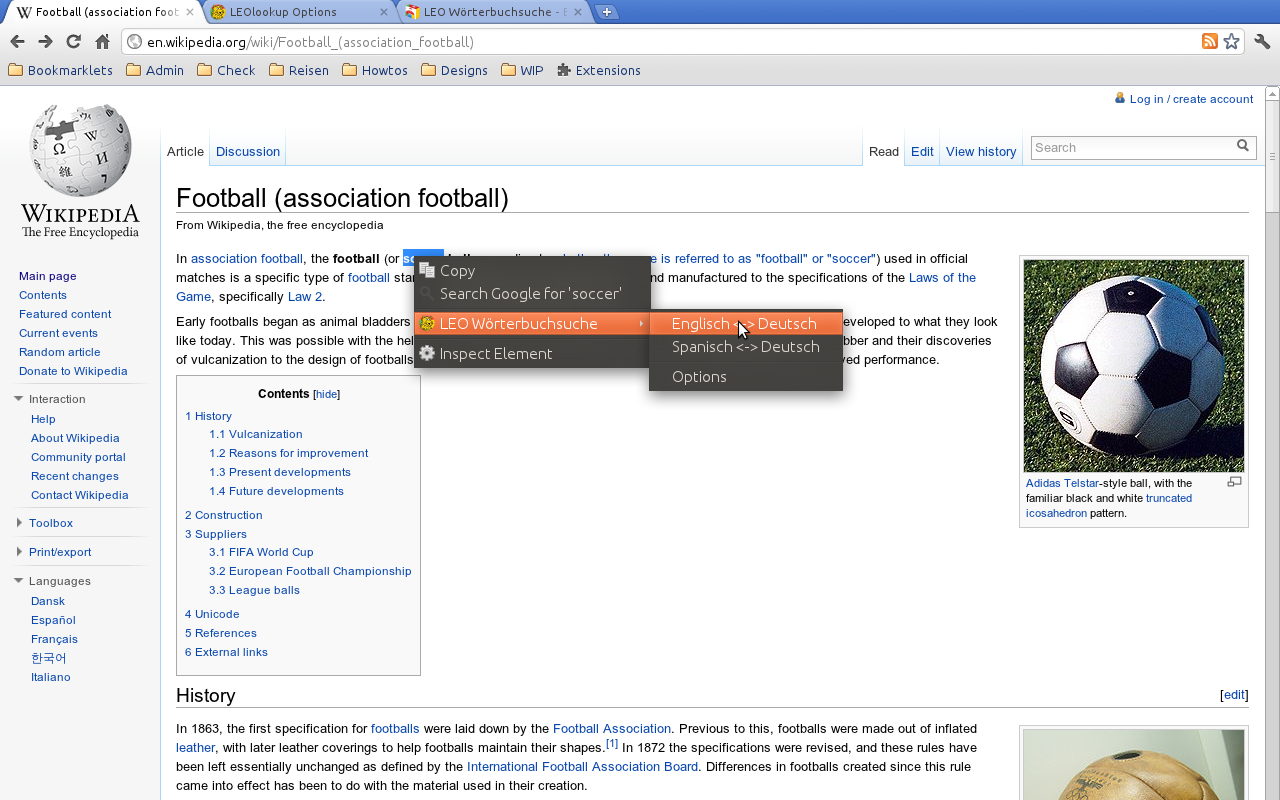 Football (association foot
LEOlookup Options
LEO Wörterbuchsuche -
en.wikipedia.org/wiki/Football_(association_football)
Bookmarklets Admin Check Reisen Howtos Designs WIP Extensions
Log in / create account
Article Discussion Read Edit View history Search
WIKIPEDIA
The Free Encyclopedia
Main page
Contents
Featured content
Current events
Random article
Donate to Wikipedia
Interaction
Help
About Wikipedia
Community portal
Recent changes
Contact Wikipedia
Toolbox
Print/export
Languages
Dansk
Español
Français
한국어
Italiano
Football (association football)
From Wikipedia, the free encyclopedia
In association football, the football (or e is referred to as "football" or "soccer") used in official
matches is a specific type of football and manufactured to the specifications of the Laws of the
Game, specifically Law 2.
Early footballs began as animal bladders eveloped to what they look
like today. This was possible with the hel bber and their discoveries
of vulcanization to the design of footballs ved performance.
Copy
Search Google for 'soccer'
LEO Wörterbuchsuche
Inspect Element
Englisch <-> Deutsch
Spanisch <-> Deutsch
Options
Contents [hide]
1 History
1.1 Vulcanization
1.2 Reasons for improvement
1.3 Present developments
1.4 Future developments
2 Construction
3 Suppliers
3.1 FIFA World Cup
3.2 European Football Championship
3.3 League balls
4 Unicode
5 References
6 External links
Adidas Telstar-style ball, with the
familiar black and white truncated
icosahedron pattern.
History [edit]
In 1863, the first specification for footballs were laid down by the Football Association. Previous to this, footballs were made out of inflated
leather, with later leather coverings to help footballs maintain their shapes.[1] In 1872 the specifications were revised, and these rules have
been left essentially unchanged as defined by the International Football Association Board. Differences in footballs created since this rule
came into effect has been to do with the material used in their creation.